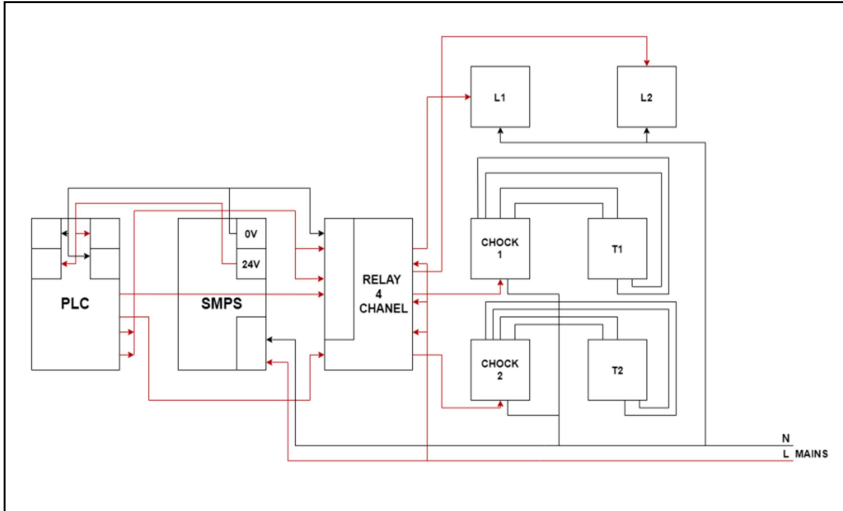 L1
L2
0V
24V
PLC
SMPS
RELAY
4
CHANEL
CHOCK
1
T1
CHOCK
2
T2
N
L MAINS